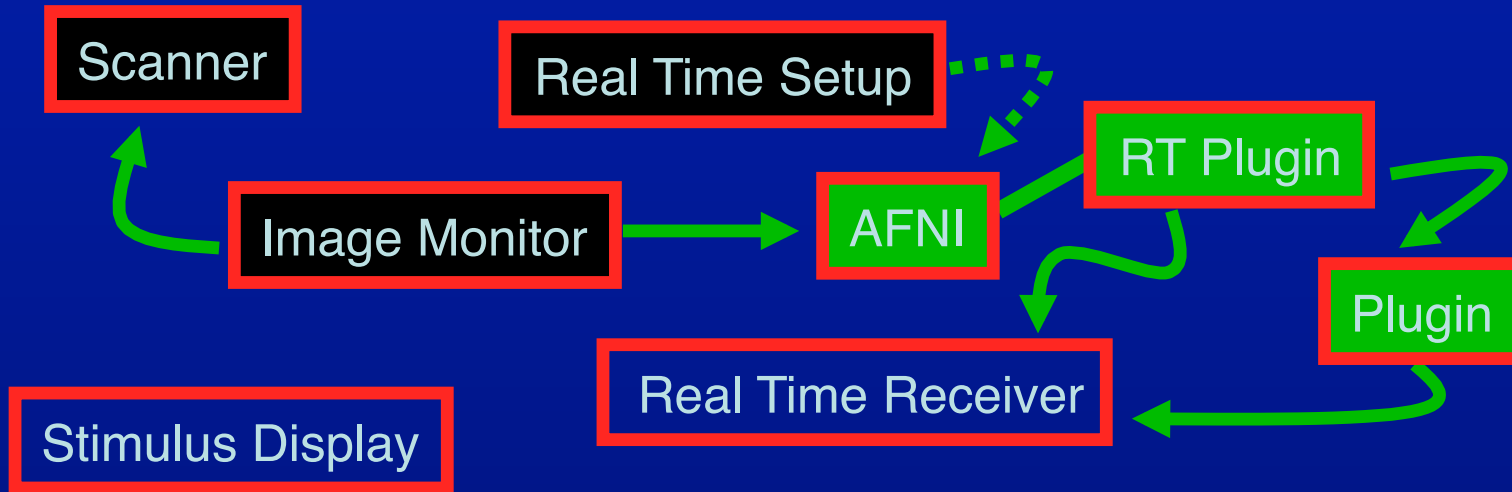 Scanner
Real Time Setup
RT Plugin
Image Monitor
AFNI
Plugin
Real Time Receiver
Stimulus Display